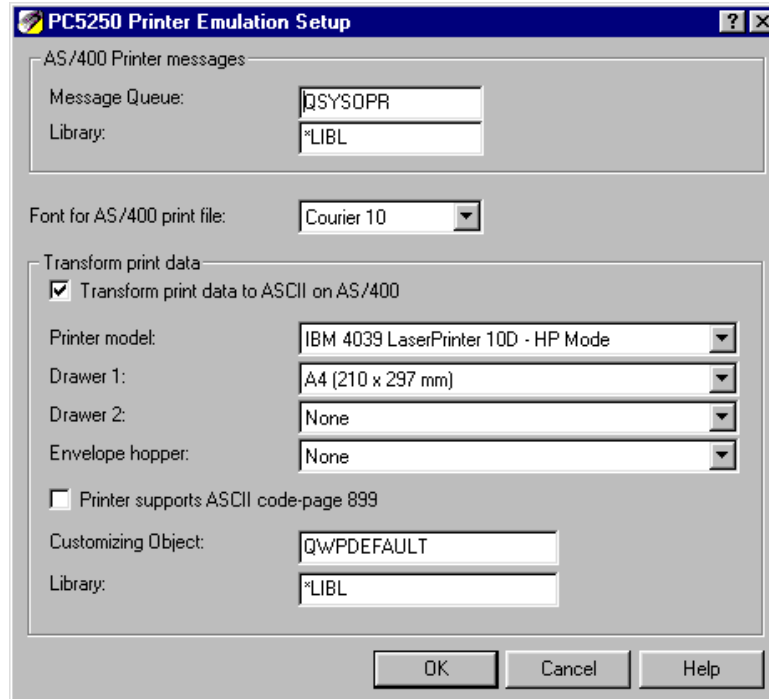 PC5250 Printer Emulation Setup
AS/400 Printer messages
Message Queue: QSYSOPR
Library: *LIBL
Font for AS/400 print file: Courier 10
Transform print data
Transform print data to ASCII on AS/400
Printer model: IBM 4039 LaserPrinter 10D - HP Mode
Drawer 1: A4 (210 x 297 mm)
Drawer 2: None
Envelope hopper: None
Printer supports ASCII code-page 899
Customizing Object: QWPDEFAULT
Library: *LIBL
OK Cancel Help